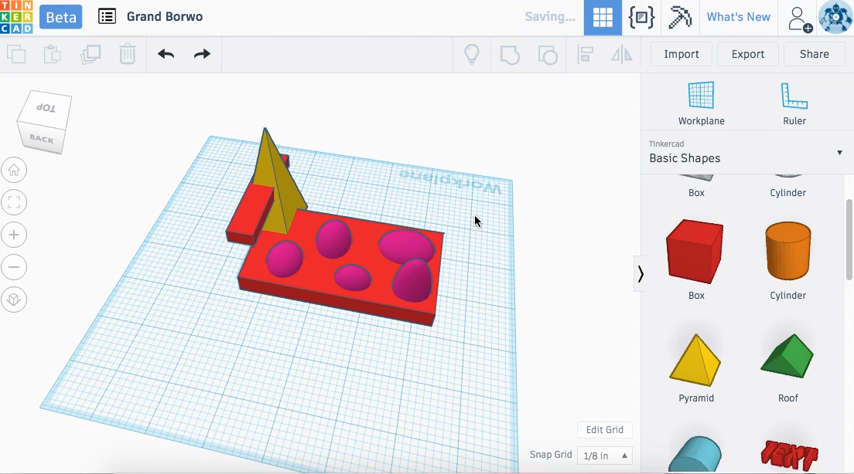 TIN
KER
CAD
Beta
Grand Borwo
Saving...
What's New
Import
Export
Share
TOP
BACK
Workplane
Workplane
Ruler
Tinkercad
Basic Shapes
Box
Cylinder
Box
Cylinder
Pyramid
Roof
TEXT
Edit Grid
Snap Grid
1/8 in